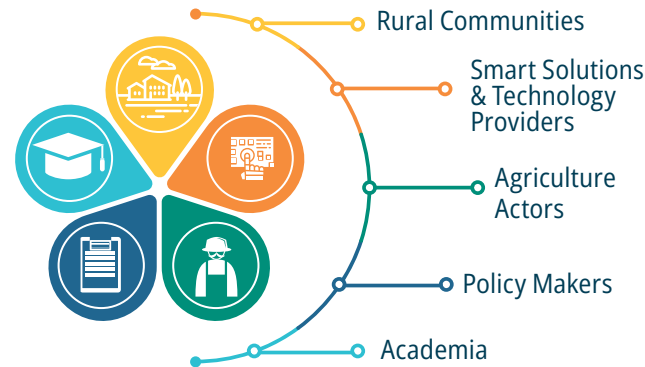 Rural Communities
Smart Solutions
& Technology
Providers
Agriculture
Actors
Policy Makers
Academia